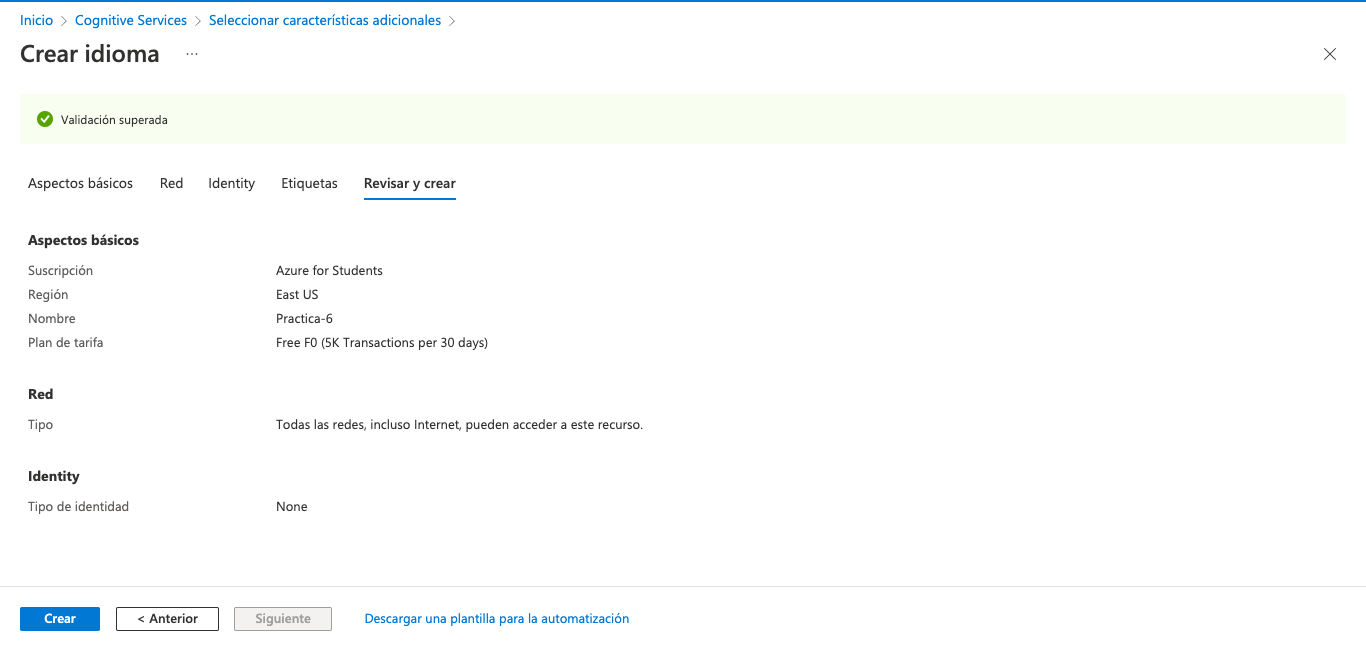 Inicio > Cognitive Services > Seleccionar características adicionales >
Crear idioma ...
Validación superada
Aspectos básicos Red Identity Etiquetas Revisar y crear
Aspectos básicos
Suscripción Azure for Students
Región East US
Nombre Practica-6
Plan de tarifa Free F0 (5K Transactions per 30 days)
Red
Tipo Todas las redes, incluso Internet, pueden acceder a este recurso.
Identity
Tipo de identidad None
Crear < Anterior Siguiente Descargar una plantilla para la automatización